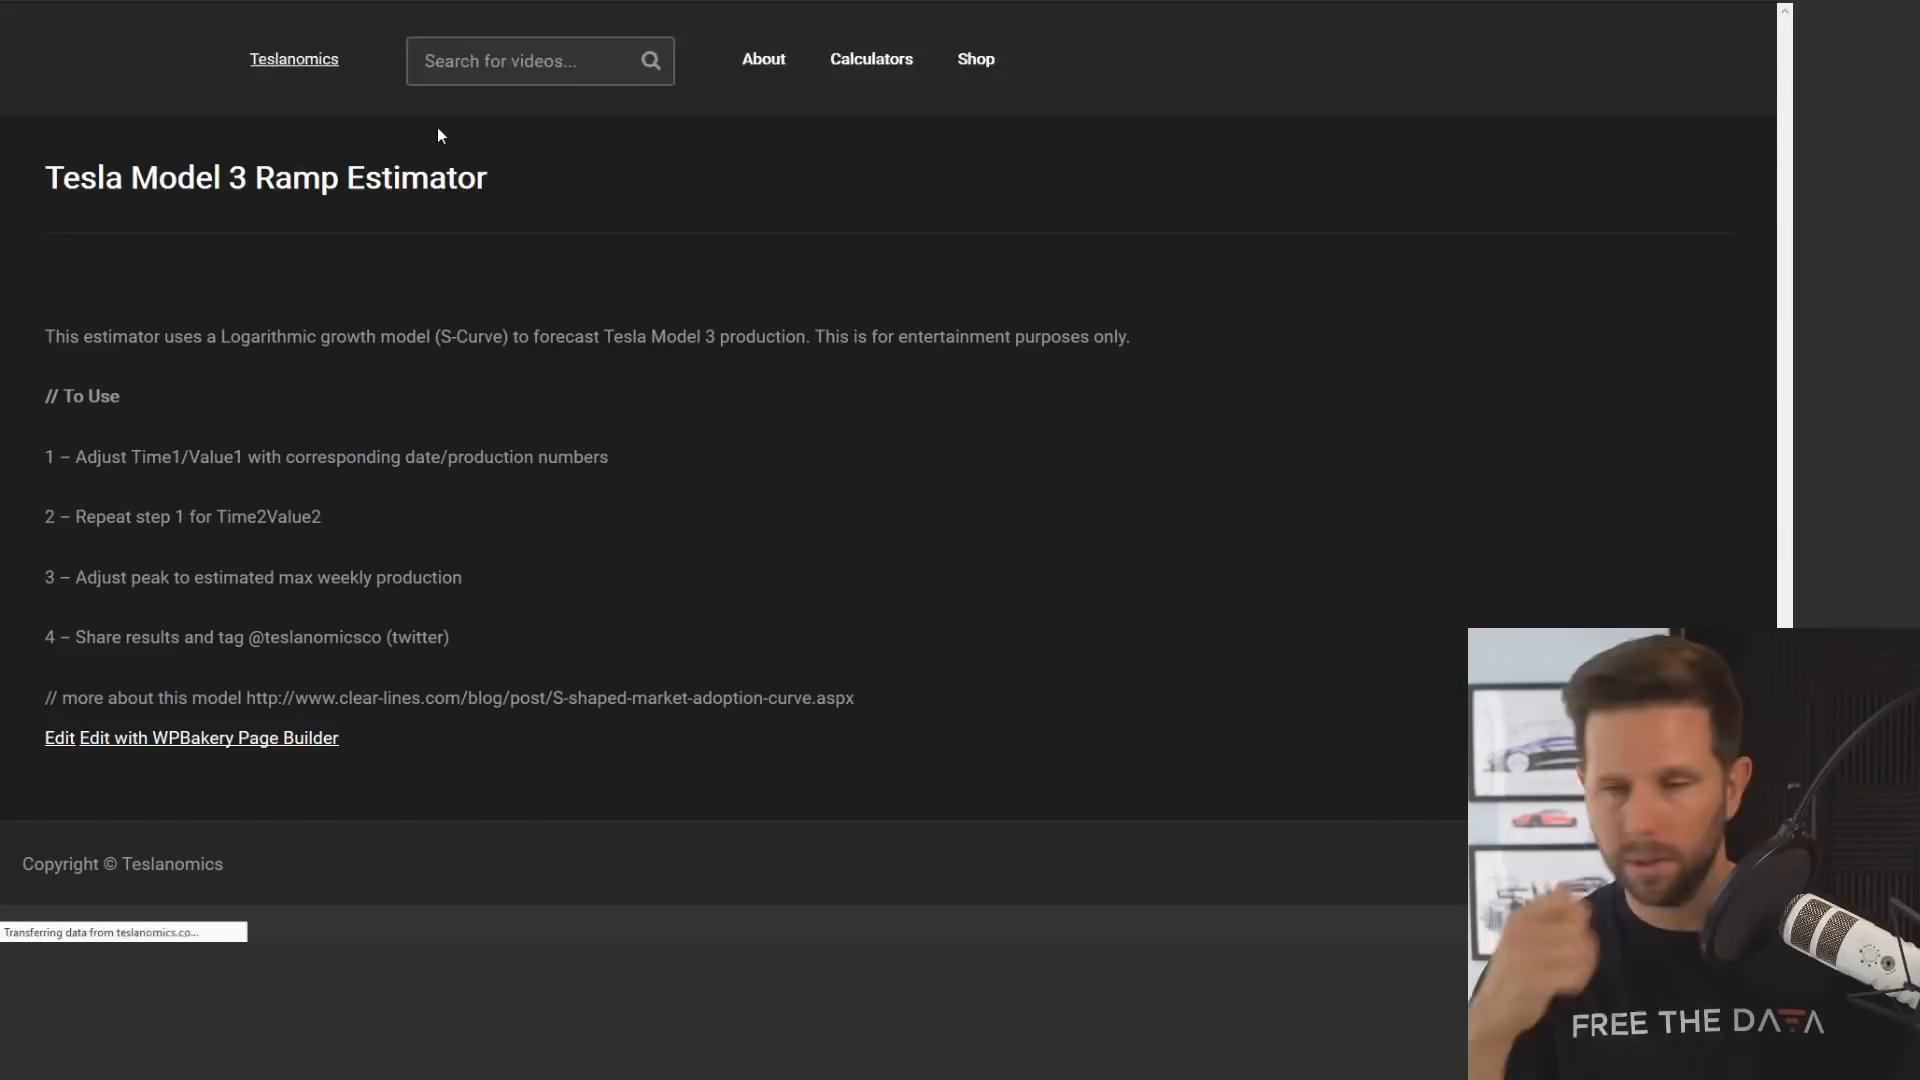 Teslanomics
Search for videos...
About
Calculators
Shop
Tesla Model 3 Ramp Estimator
This estimator uses a Logarithmic growth model (S-Curve) to forecast Tesla Model 3 production. This is for entertainment purposes only.
// To Use
1 – Adjust Time1/Value1 with corresponding date/production numbers
2 – Repeat step 1 for Time2Value2
3 – Adjust peak to estimated max weekly production
4 – Share results and tag @teslanomicsco (twitter)
// more about this model http://www.clear-lines.com/blog/post/S-shaped-market-adoption-curve.aspx
Edit Edit with WPBakery Page Builder
Copyright © Teslanomics
Transferring data from teslanomics.co...
FREE THE DATA